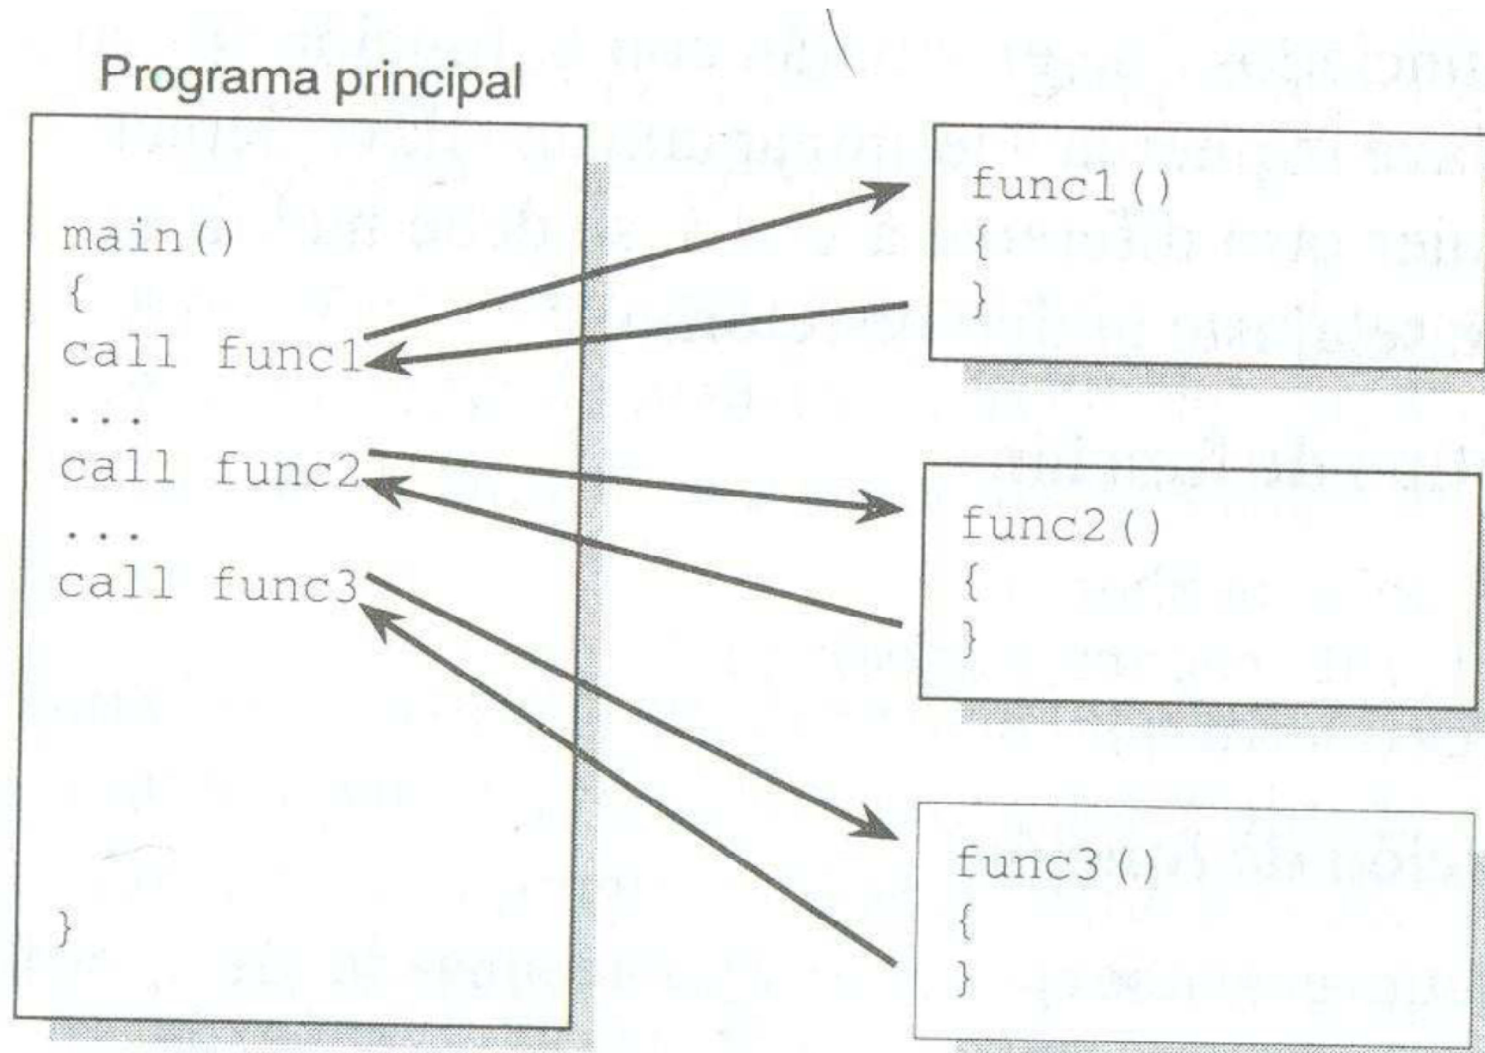 Programa principal
main()
{
call func1
...
call func2
...
call func3
}
func1()
{
}
func2()
{
}
func3()
{
}